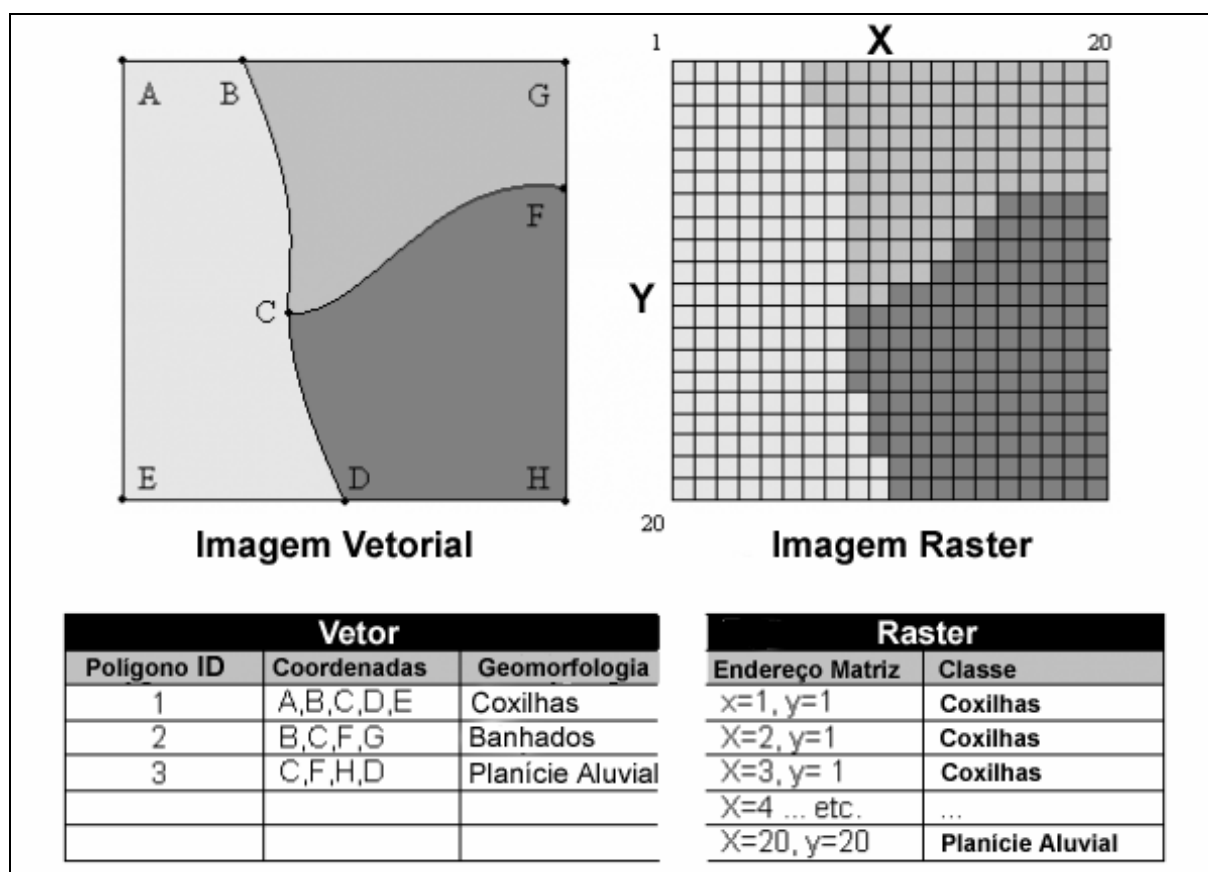 1 X 20
A B G
F
Y
C
E D H
20
Imagem Vetorial
Imagem Raster
Vetor
Polígono ID Coordenadas Geomorfologia
1 A,B,C,D,E Coxilhas
2 B,C,F,G Banhados
3 C,F,H,D Planície Aluvial
Raster
Endereço Matriz Classe
x=1, y=1 Coxilhas
X=2, y=1 Coxilhas
X=3, y= 1 Coxilhas
X=4 ... etc. ...
X=20, y=20 Planície Aluvial